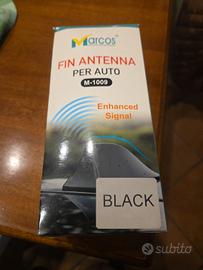 Marcos
FIN ANTENNA
PER AUTO
M-1009
Enhanced
Signal
BLACK
subito